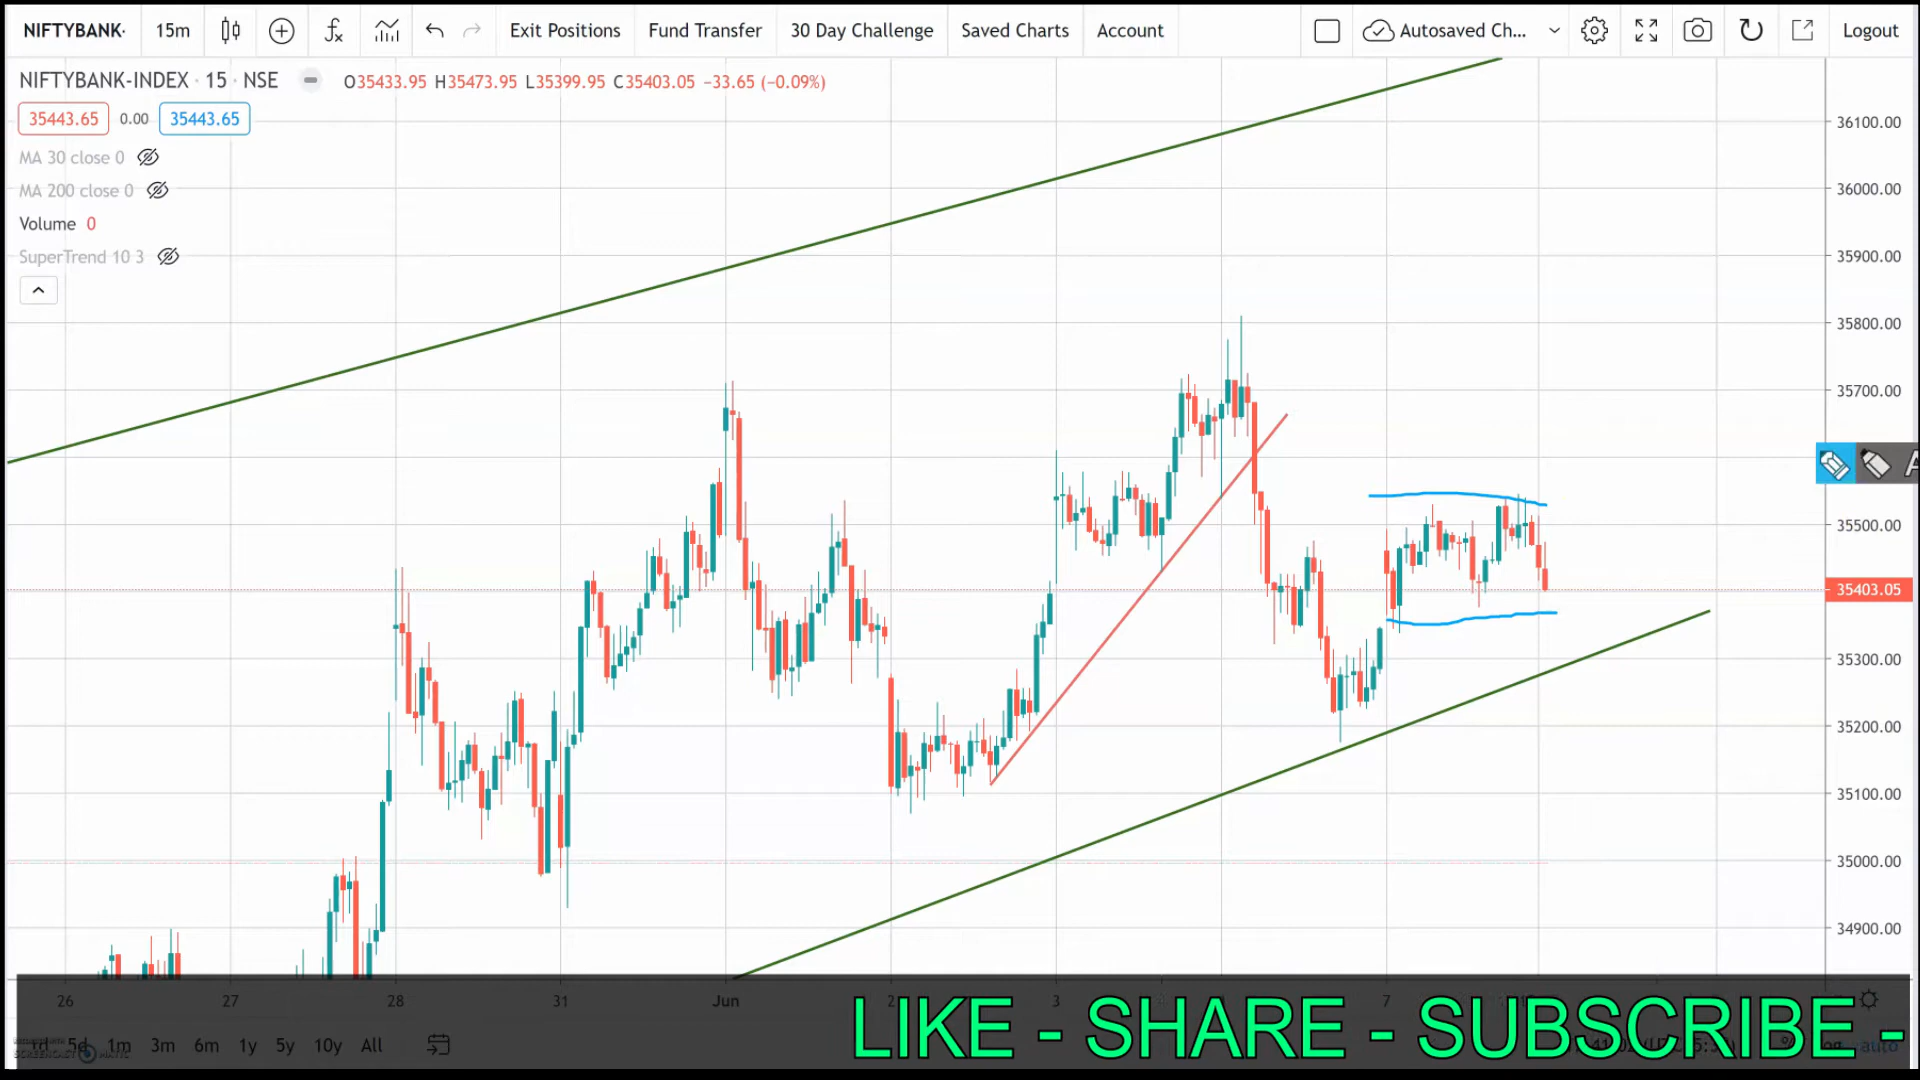 NIFTYBANK· 15m Exit Positions Fund Transfer 30 Day Challenge Saved Charts Account Autosaved Ch... Logout
NIFTYBANK-INDEX · 15 · NSE O35433.95 H35473.95 L35399.95 C35403.05 −33.65 (−0.09%)
35443.65 0.00 35443.65
MA 30 close 0
MA 200 close 0
Volume 0
SuperTrend 10 3
36100.00
36000.00
35900.00
35800.00
35700.00
A
35500.00
35403.05
35300.00
35200.00
35100.00
35000.00
34900.00
26 27 28 31 Jun 2 3 7
LIKE - SHARE - SUBSCRIBE -
1d 5d 1m 3m 6m 1y 5y 10y All
auto